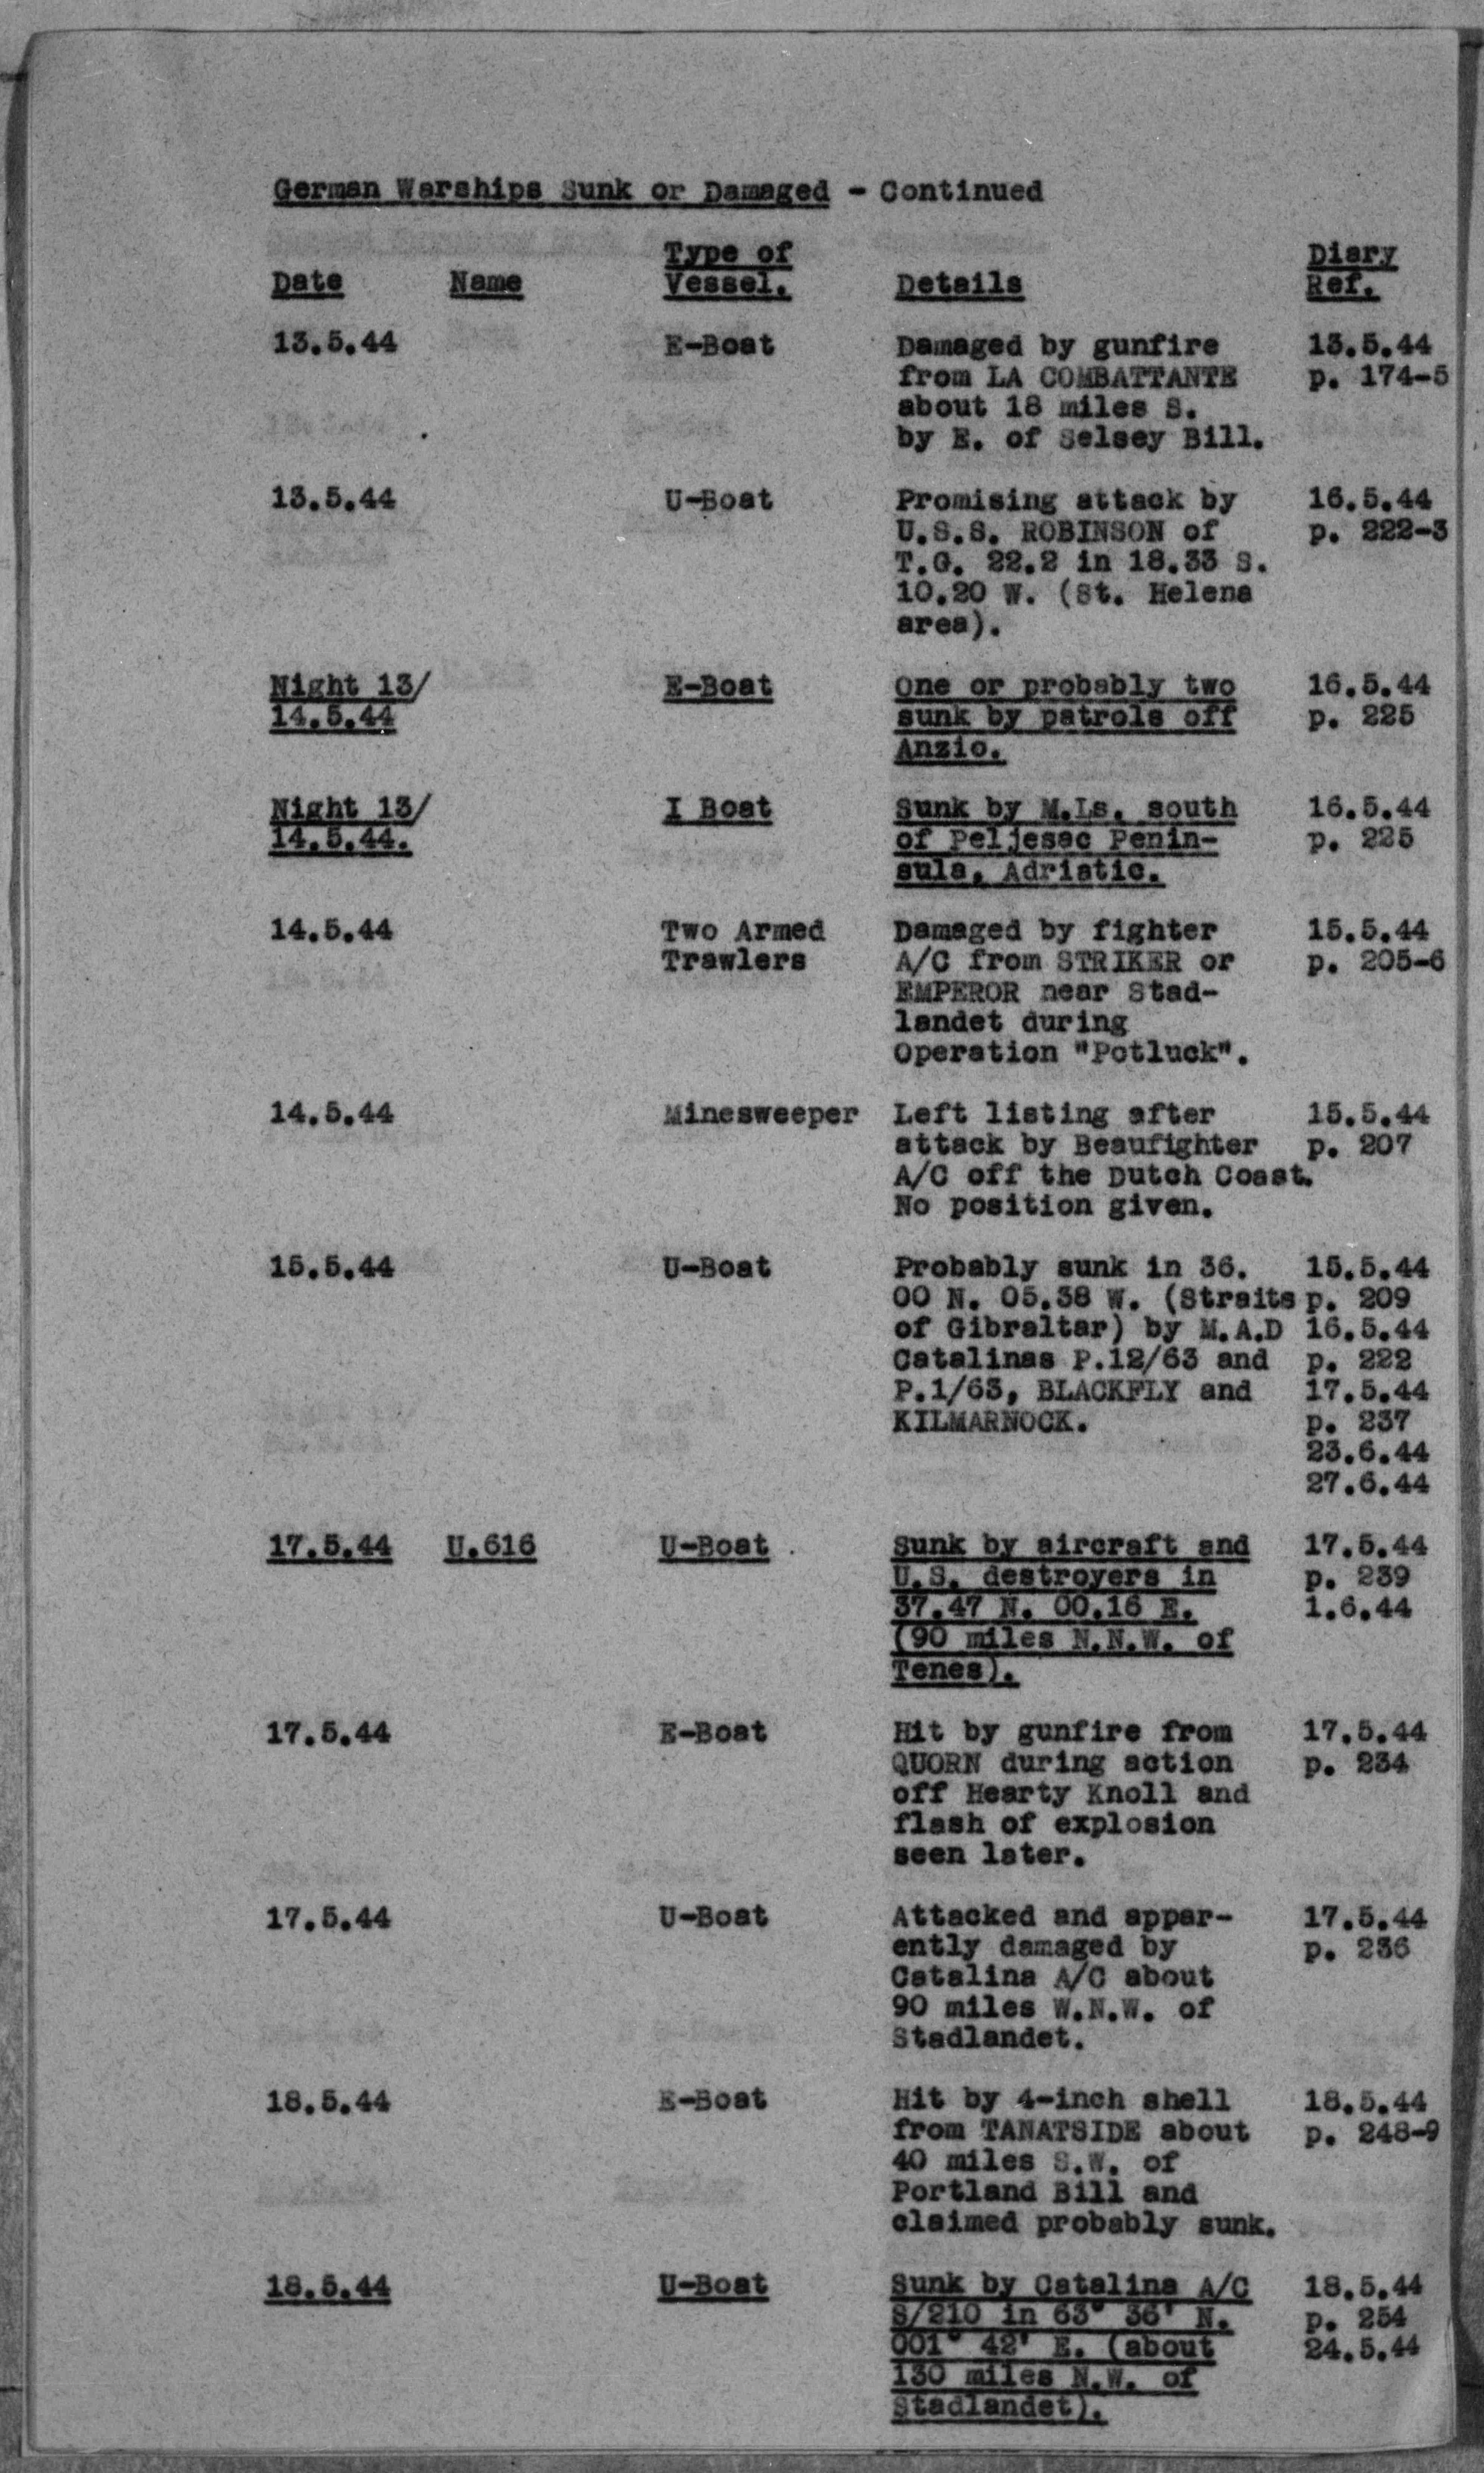 German Warships Sunk or Damaged - Continued
Date Name Type of Vessel. Details Diary Ref.
13.5.44 E-Boat Damaged by gunfire 13.5.44
from LA COMBATTANTE p. 174-5
about 18 miles S.
by E. of Selsey Bill.
13.5.44 U-Boat Promising attack by 16.5.44
U.S.S. ROBINSON of p. 222-3
T.G. 22.2 in 18.33 S.
10.20 W. (St. Helena
area).
Night 13/ E-Boat One or probably two 16.5.44
14.5.44 sunk by patrols off p. 225
Anzio.
Night 13/ I Boat Sunk by M.Ls. south 16.5.44
14.5.44. of Peljesac Penin- p. 225
sula, Adriatic.
14.5.44 Two Armed Damaged by fighter 15.5.44
Trawlers A/C from STRIKER or p. 205-6
EMPEROR near Stad-
landet during
Operation "Potluck".
14.5.44 Minesweeper Left listing after 15.5.44
attack by Beaufighter p. 207
A/C off the Dutch Coast.
No position given.
15.5.44 U-Boat Probably sunk in 36. 15.5.44
00 N. 05.38 W. (Straits p. 209
of Gibraltar) by M.A.D 16.5.44
Catalinas P.12/63 and p. 222
P.1/63, BLACKFLY and 17.5.44
KILMARNOCK. p. 237
23.6.44
27.6.44
17.5.44 U.616 U-Boat Sunk by aircraft and 17.5.44
U.S. destroyers in p. 239
37.47 N. 00.16 E. 1.6.44
(90 miles N.N.W. of
Tenes).
17.5.44 E-Boat Hit by gunfire from 17.5.44
QUORN during action p. 234
off Hearty Knoll and
flash of explosion
seen later.
17.5.44 U-Boat Attacked and appar- 17.5.44
ently damaged by p. 236
Catalina A/C about
90 miles W.N.W. of
Stadlandet.
18.5.44 E-Boat Hit by 4-inch shell 18.5.44
from TANATSIDE about p. 248-9
40 miles S.W. of
Portland Bill and
claimed probably sunk.
18.5.44 U-Boat Sunk by Catalina A/C 18.5.44
S/210 in 63° 36' N. p. 254
001° 42' E. (about 24.5.44
130 miles N.W. of
Stadlandet).